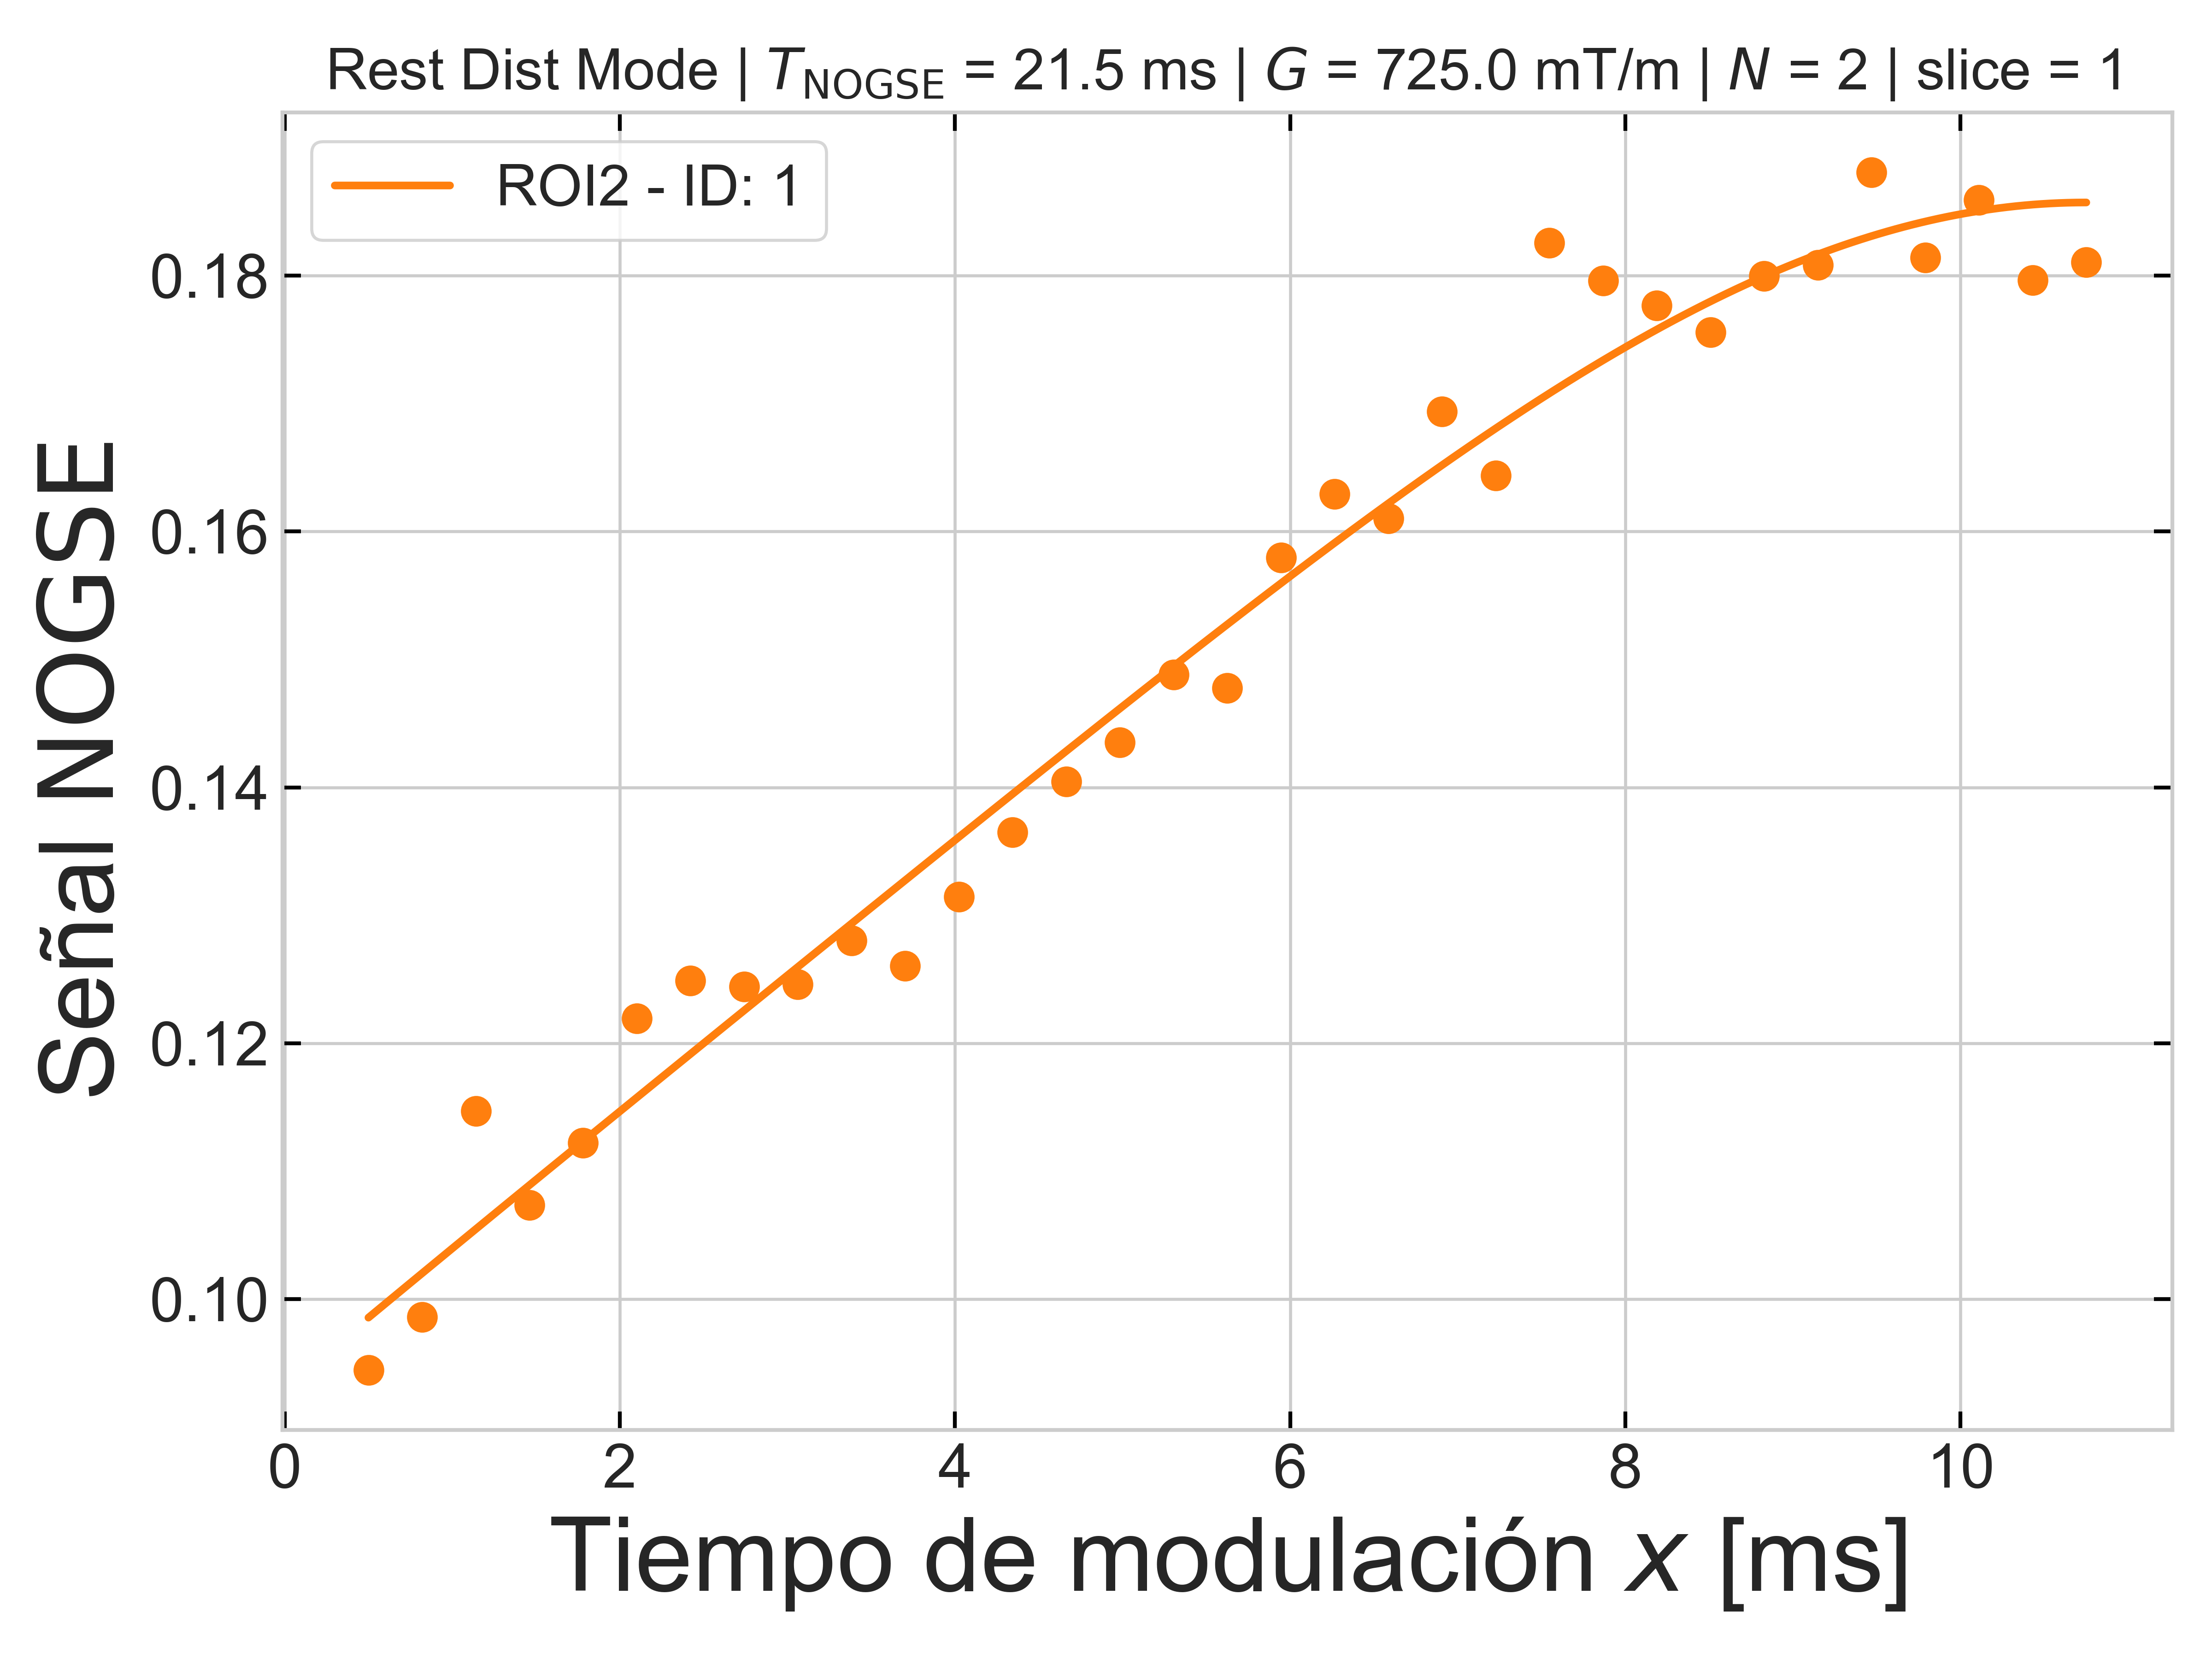 Rest Dist Mode | T_NOGSE = 21.5 ms | G = 725.0 mT/m | N = 2 | slice = 1
ROI2 - ID: 1
Señal NOGSE
0.18
0.16
0.14
0.12
0.10
0 2 4 6 8 10
Tiempo de modulación x [ms]